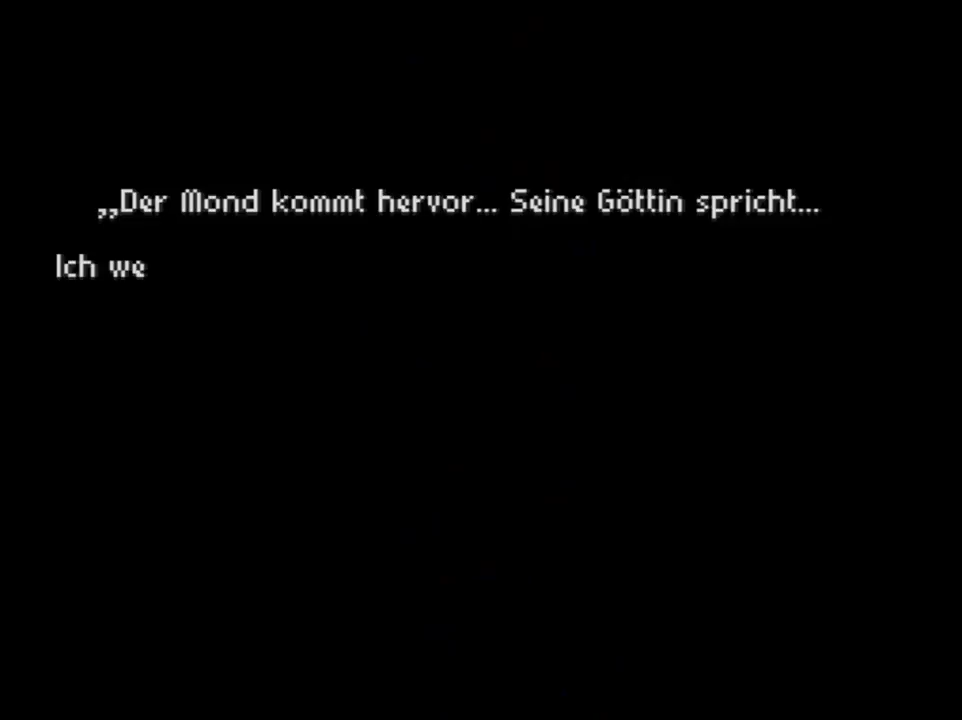 „Der Mond kommt hervor... Seine Göttin spricht...
Ich we